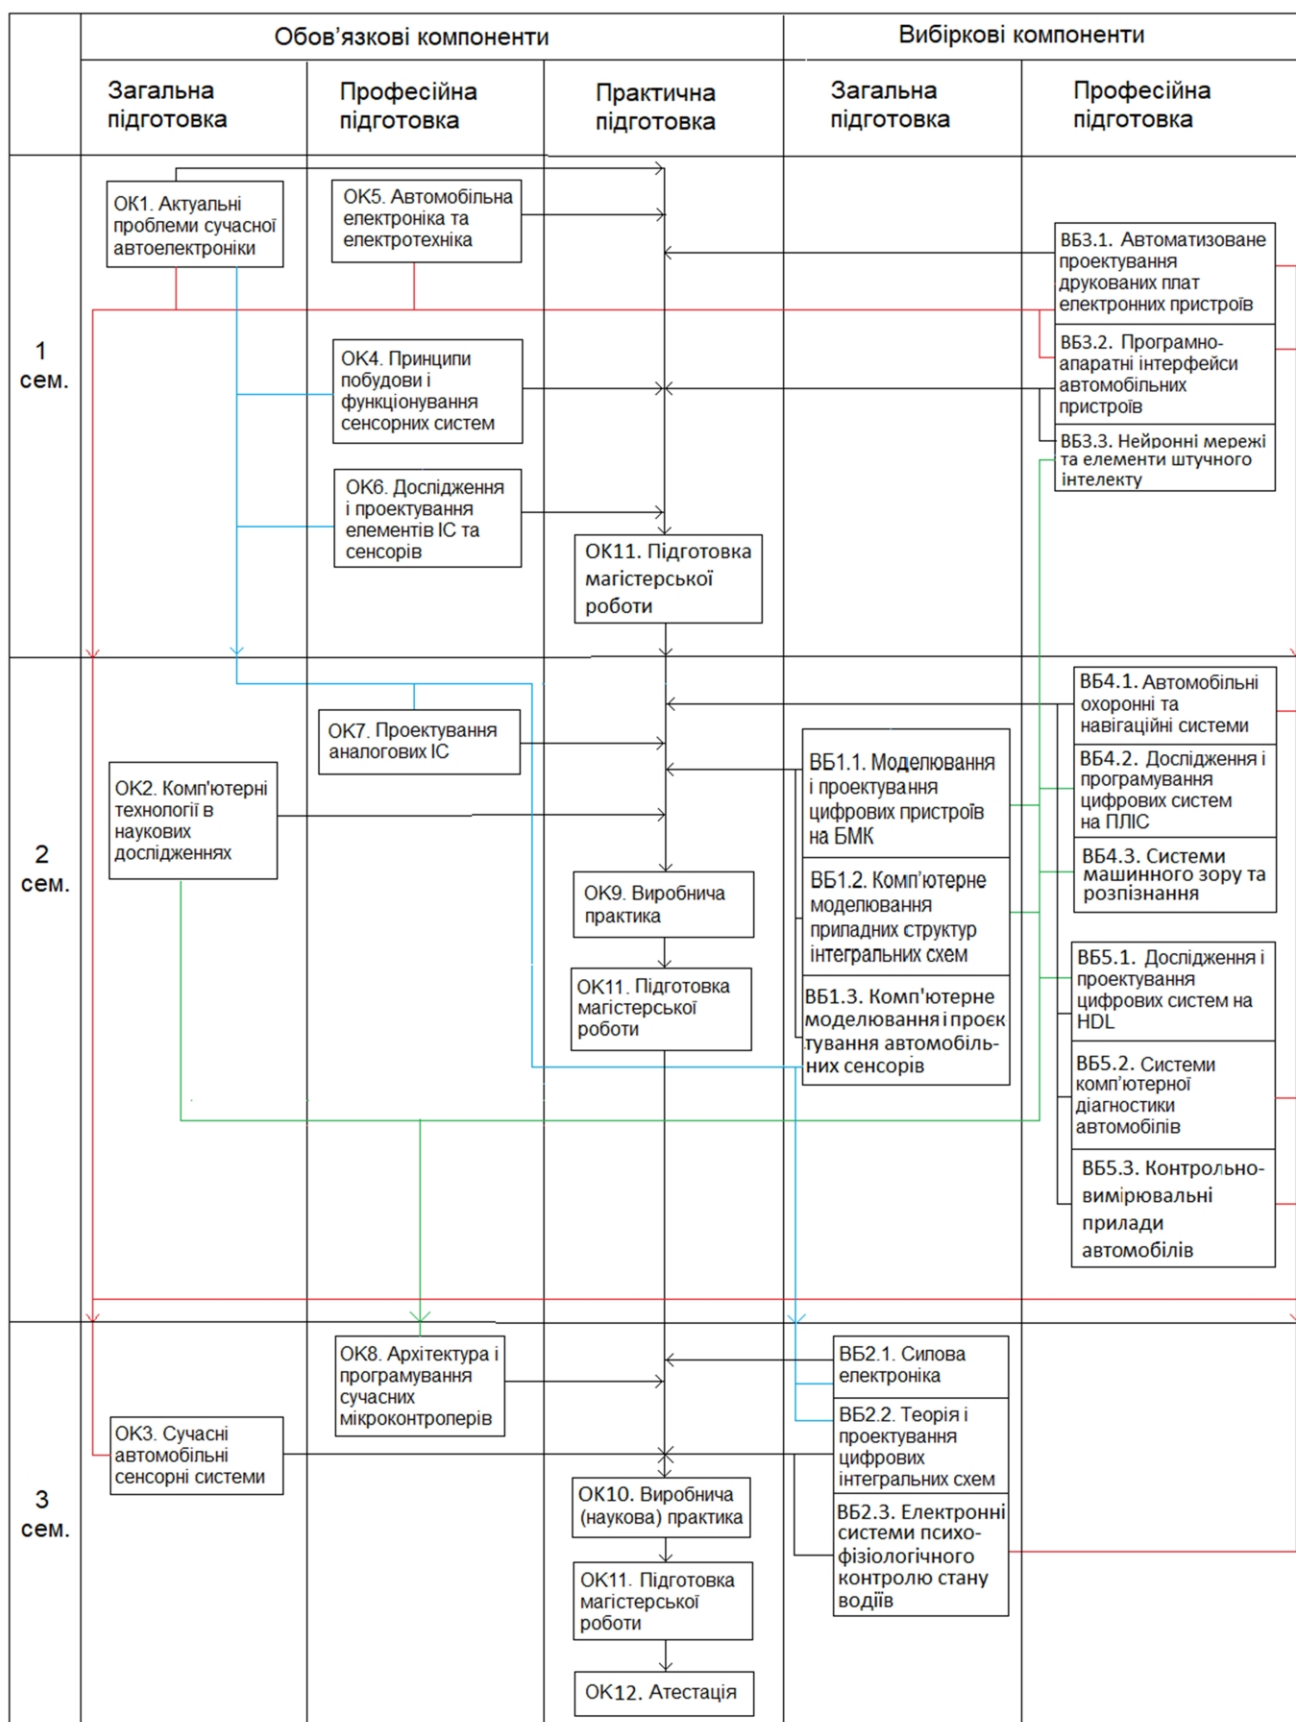 Обов’язкові компоненти
Вибіркові компоненти
Загальна
підготовка
Професійна
підготовка
Практична
підготовка
Загальна
підготовка
Професійна
підготовка
1
сем.
ОК1. Актуальні
проблеми сучасної
автоелектроніки
ОК5. Автомобільна
електроніка та
електротехніка
ОК4. Принципи
побудови і
функціонування
сенсорних систем
ОК6. Дослідження
і проектування
елементів ІС та
сенсорів
ОК11. Підготовка
магістерської
роботи
ВБ3.1. Автоматизоване
проектування
друкованих плат
електронних пристроїв
ВБ3.2. Програмно-
апаратні інтерфейси
автомобільних
пристроїв
ВБ3.3. Нейронні мережі
та елементи штучного
інтелекту
2
сем.
ОК2. Комп'ютерні
технології в
наукових
дослідженнях
ОК7. Проектування
аналогових ІС
ОК9. Виробнича
практика
ОК11. Підготовка
магістерської
роботи
ВБ1.1. Моделювання
і проектування
цифрових пристроїв
на БМК
ВБ1.2. Комп’ютерне
моделювання
приладних структур
інтегральних схем
ВБ1.3. Комп'ютерне
моделювання і проєк
тування автомобіль-
них сенсорів
ВБ4.1. Автомобільні
охоронні та
навігаційні системи
ВБ4.2. Дослідження і
програмування
цифрових систем
на ПЛІС
ВБ4.3. Системи
машинного зору та
розпізнання
ВБ5.1. Дослідження і
проектування
цифрових систем на
HDL
ВБ5.2. Системи
комп’ютерної
діагностики
автомобілів
ВБ5.3. Контрольно-
вимірювальні
прилади
автомобілів
3
сем.
ОК3. Сучасні
автомобільні
сенсорні системи
ОК8. Архітектура і
програмування
сучасних
мікроконтролерів
ОК10. Виробнича
(наукова) практика
ОК11. Підготовка
магістерської
роботи
ОК12. Атестація
ВБ2.1. Силова
електроніка
ВБ2.2. Теорія і
проектування
цифрових
інтегральних схем
ВБ2.3. Електронні
системи психо-
фізіологічного
контролю стану
водіїв